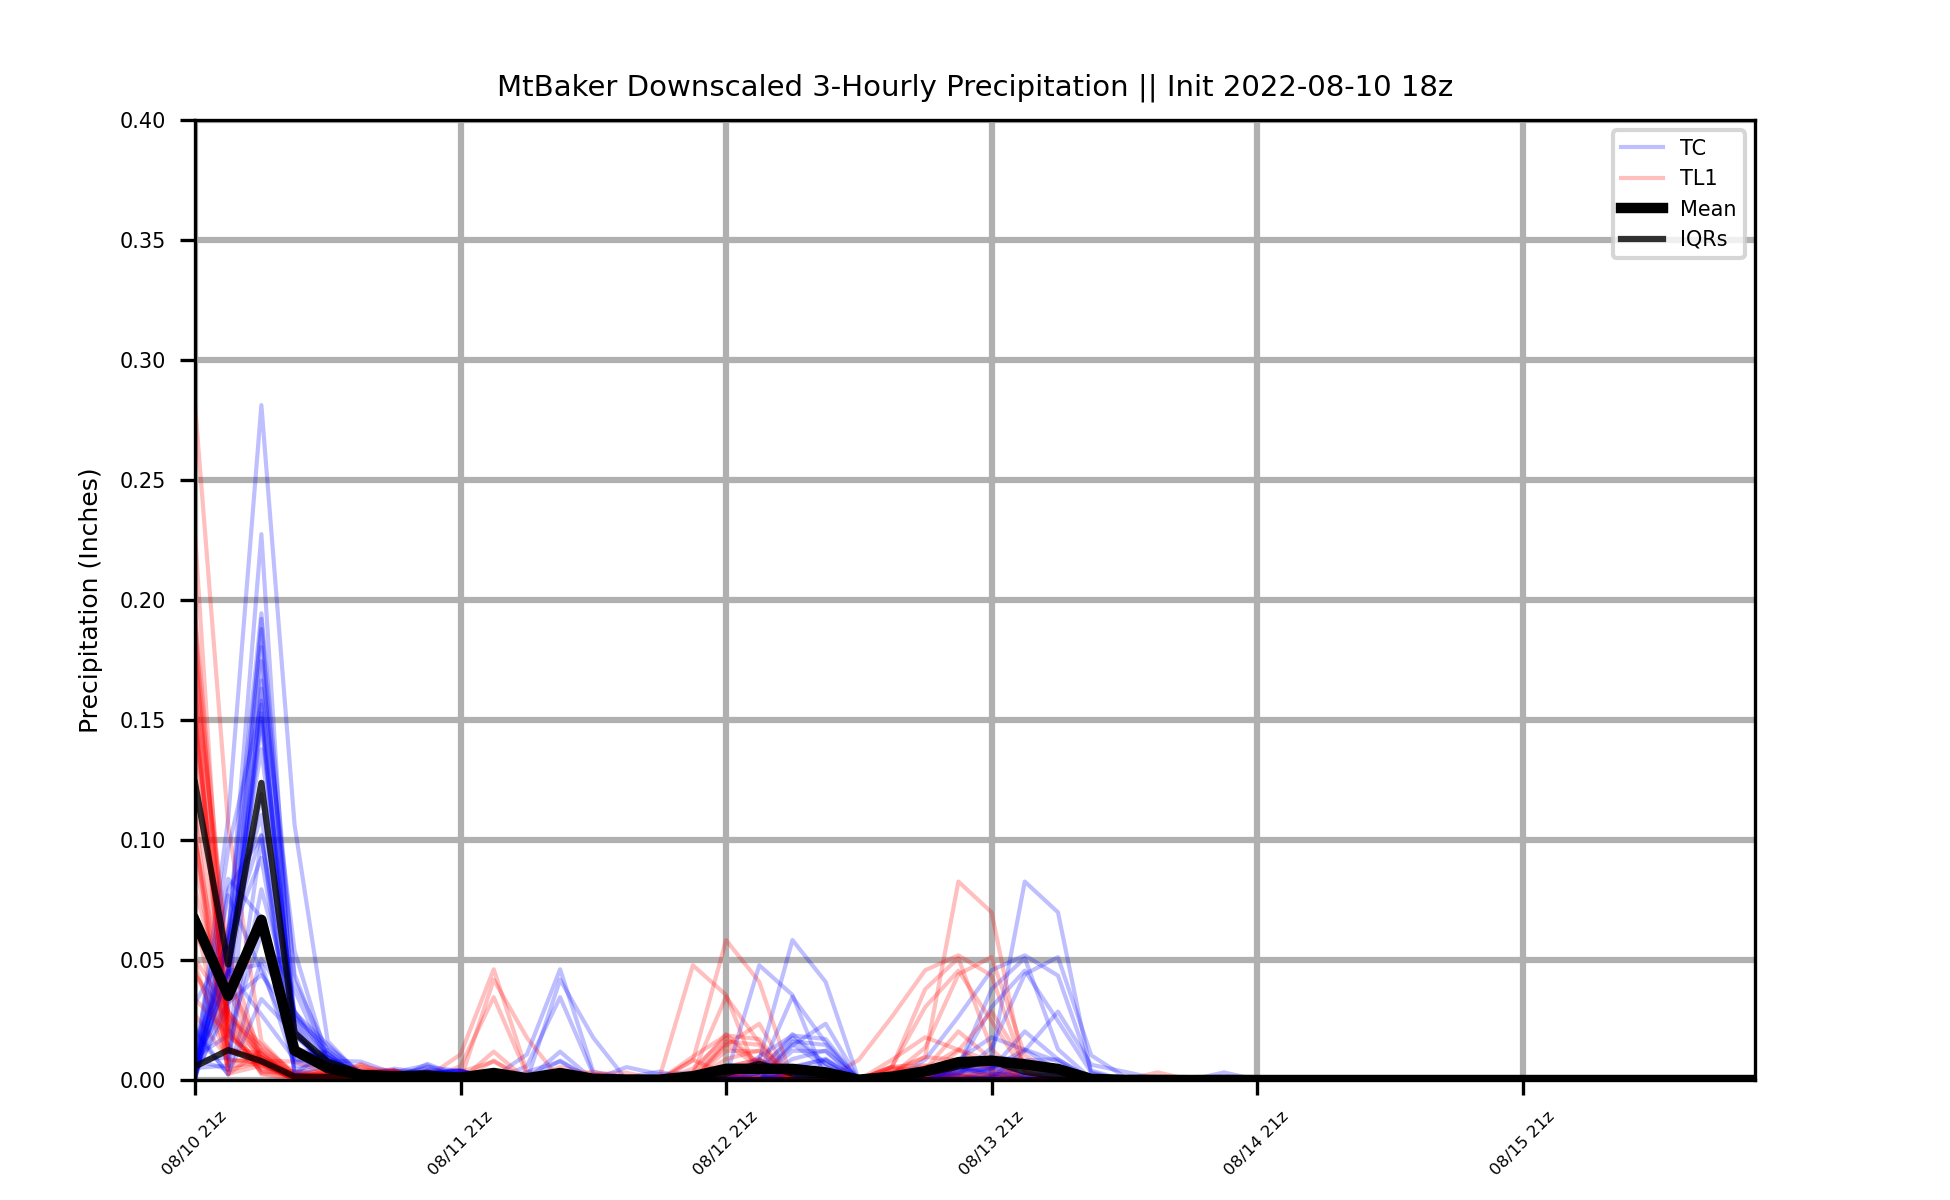 MtBaker Downscaled 3-Hourly Precipitation || Init 2022-08-10 18z
TC
TL1
Mean
IQRs
Precipitation (Inches)
0.40
0.35
0.30
0.25
0.20
0.15
0.10
0.05
0.00
08/10 21z
08/11 21z
08/12 21z
08/13 21z
08/14 21z
08/15 21z